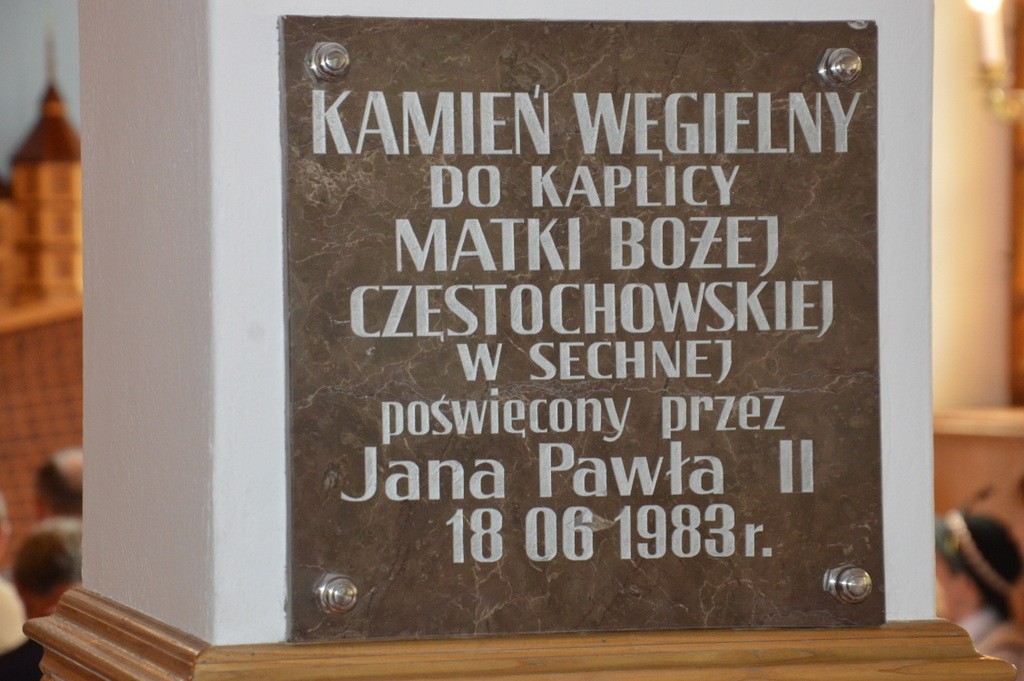 KAMIEŃ WĘGIELNY
DO KAPLICY
MATKI BOŻEJ
CZĘSTOCHOWSKIEJ
W SECHNEJ
poświęcony przez
Jana Pawła II
18 06 1983 r.